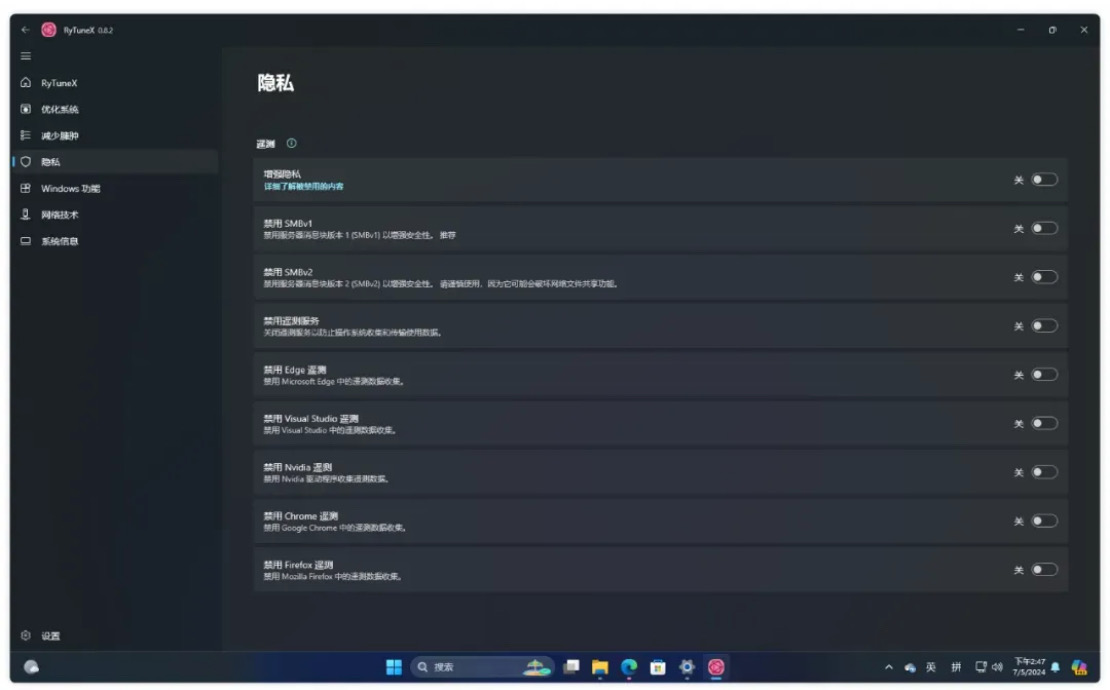 RyTuneX 0.8.2
RyTuneX
优化系统
减少臃肿
隐私
Windows 功能
网络技术
系统信息
设置
隐私
遥测
增强隐私
详细了解被禁用的内容
关
禁用 SMBv1
禁用服务器消息块版本 1 (SMBv1) 以增强安全性。 推荐
关
禁用 SMBv2
禁用服务器消息块版本 2 (SMBv2) 以增强安全性。 请谨慎使用，因为它可能会破坏网络文件共享功能。
关
禁用遥测服务
关闭遥测服务以防止操作系统收集和传输使用数据。
关
禁用 Edge 遥测
禁用 Microsoft Edge 中的遥测数据收集。
关
禁用 Visual Studio 遥测
禁用 Visual Studio 中的遥测数据收集。
关
禁用 Nvidia 遥测
禁用 Nvidia 驱动程序收集遥测数据。
关
禁用 Chrome 遥测
禁用 Google Chrome 中的遥测数据收集。
关
禁用 Firefox 遥测
禁用 Mozilla Firefox 中的遥测数据收集。
关
搜索
英
拼
下午2:47
7/5/2024